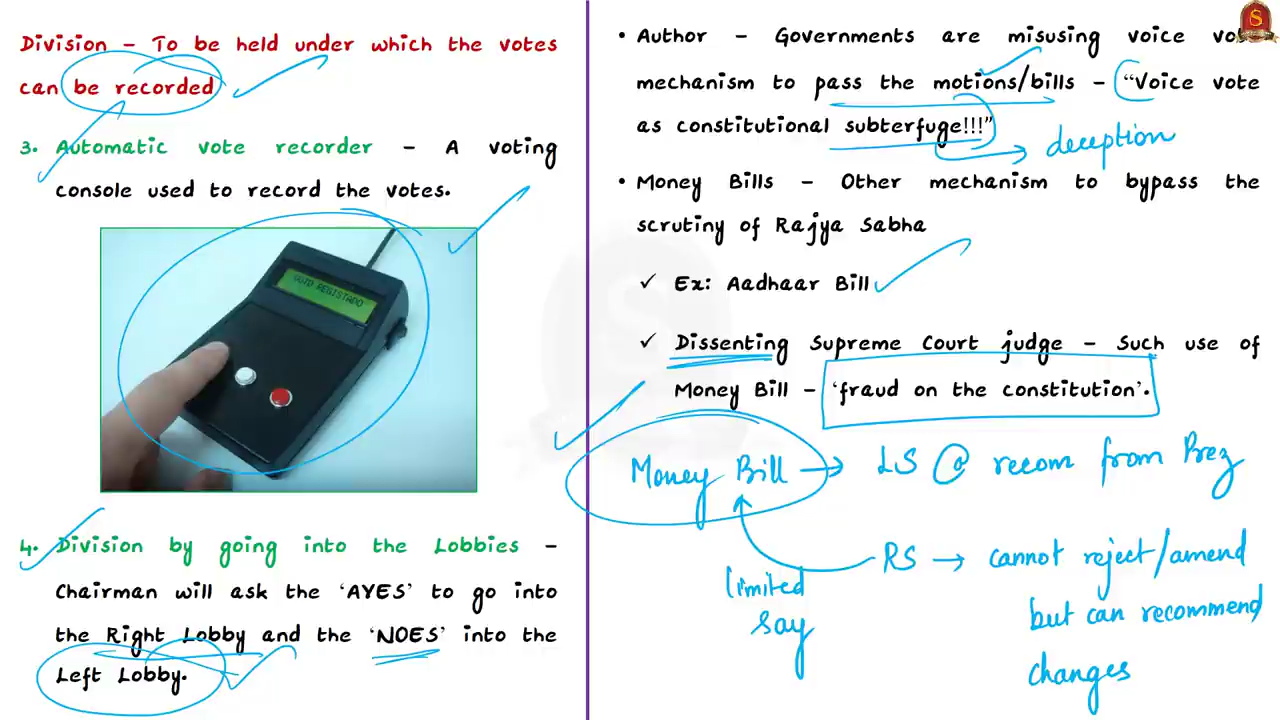 Division – To be held under which the votes
can be recorded
3. Automatic vote recorder – A voting
console used to record the votes.
VOTO REGISTADO
4. Division by going into the Lobbies –
Chairman will ask the ‘AYES’ to go into
the Right Lobby and the ‘NOES’ into the
Left Lobby.
• Author – Governments are misusing voice vote
mechanism to pass the motions/bills – “Voice vote
as constitutional subterfuge!!!”
deception
• Money Bills – Other mechanism to bypass the
scrutiny of Rajya Sabha
✓ Ex: Aadhaar Bill
✓ Dissenting Supreme Court judge – Such use of
Money Bill – ‘fraud on the constitution’.
Money Bill → LS @ recom from Prez
RS → cannot reject/amend
but can recommend
changes
limited
say
S